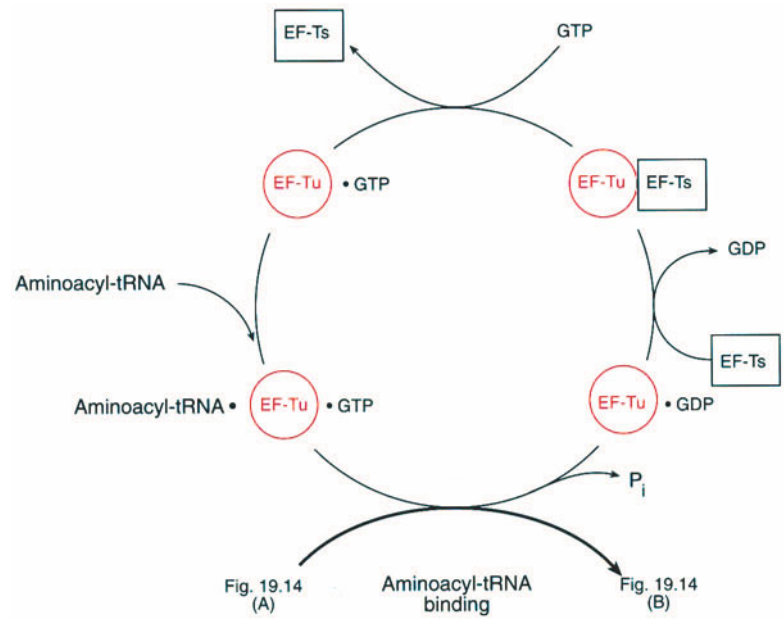 EF-Ts
GTP
EF-Tu
• GTP
EF-Tu
EF-Ts
GDP
Aminoacyl-tRNA
EF-Ts
Aminoacyl-tRNA •
EF-Tu
• GTP
EF-Tu
• GDP
Pi
Fig. 19.14
(A)
Aminoacyl-tRNA
binding
Fig. 19.14
(B)